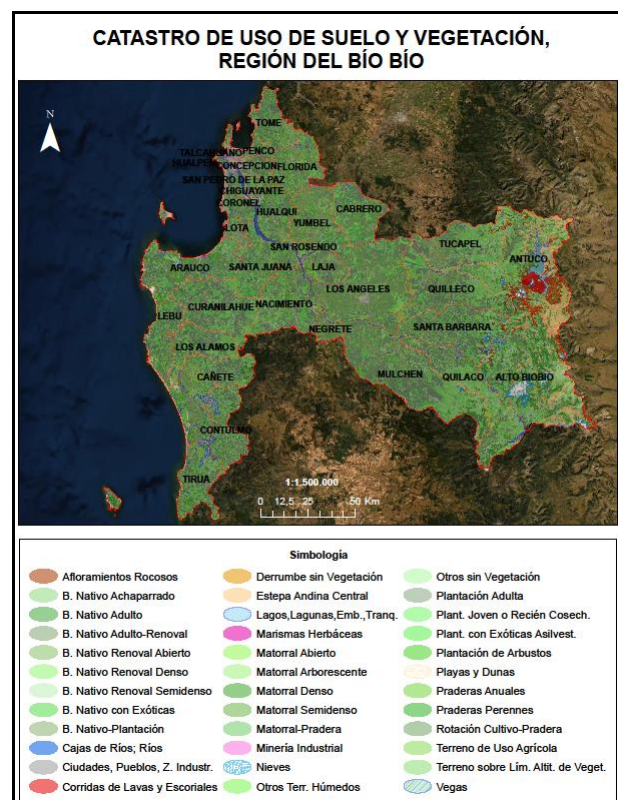 CATASTRO DE USO DE SUELO Y VEGETACIÓN,
REGIÓN DEL BÍO BÍO
N
TOME
TALCAHUANO
PENCO
HUALPEN
CONCEPCION
FLORIDA
SAN PEDRO DE LA PAZ
CHIGUAYANTE
CORONEL
HUALQUI
CABRERO
YUMBEL
LOTA
SAN ROSENDO
TUCAPEL
ANTUCO
ARAUCO
SANTA JUANA
LAJA
LOS ANGELES
QUILLECO
CURANILAHUE
NACIMIENTO
LEBU
NEGRETE
SANTA BARBARA
LOS ALAMOS
CAÑETE
MULCHEN
QUILACO
ALTO BIOBIO
CONTULMO
TIRUA
1:1.500.000
0 12,5 25 50 Km
Simbología
Afloramientos Rocosos
B. Nativo Achaparrado
B. Nativo Adulto
B. Nativo Adulto-Renoval
B. Nativo Renoval Abierto
B. Nativo Renoval Denso
B. Nativo Renoval Semidenso
B. Nativo con Exóticas
B. Nativo-Plantación
Cajas de Ríos; Ríos
Ciudades, Pueblos, Z. Industr.
Corridas de Lavas y Escoriales
Derrumbe sin Vegetación
Estepa Andina Central
Lagos,Lagunas,Emb.,Tranq.
Marismas Herbáceas
Matorral Abierto
Matorral Arborescente
Matorral Denso
Matorral Semidenso
Matorral-Pradera
Minería Industrial
Nieves
Otros Terr. Húmedos
Otros sin Vegetación
Plantación Adulta
Plant. Joven o Recién Cosech.
Plant. con Exóticas Asilvest.
Plantación de Arbustos
Playas y Dunas
Praderas Anuales
Praderas Perennes
Rotación Cultivo-Pradera
Terreno de Uso Agrícola
Terreno sobre Lím. Altit. de Veget.
Vegas